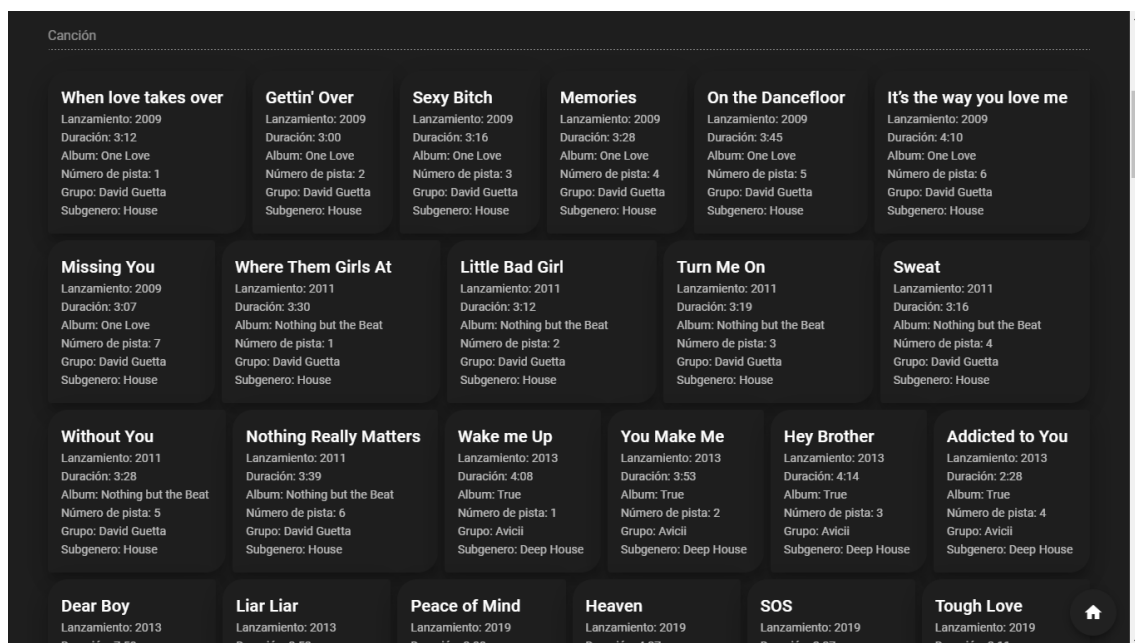 Canción
When love takes over
Lanzamiento: 2009
Duración: 3:12
Album: One Love
Número de pista: 1
Grupo: David Guetta
Subgenero: House
Gettin' Over
Lanzamiento: 2009
Duración: 3:00
Album: One Love
Número de pista: 2
Grupo: David Guetta
Subgenero: House
Sexy Bitch
Lanzamiento: 2009
Duración: 3:16
Album: One Love
Número de pista: 3
Grupo: David Guetta
Subgenero: House
Memories
Lanzamiento: 2009
Duración: 3:28
Album: One Love
Número de pista: 4
Grupo: David Guetta
Subgenero: House
On the Dancefloor
Lanzamiento: 2009
Duración: 3:45
Album: One Love
Número de pista: 5
Grupo: David Guetta
Subgenero: House
It’s the way you love me
Lanzamiento: 2009
Duración: 4:10
Album: One Love
Número de pista: 6
Grupo: David Guetta
Subgenero: House
Missing You
Lanzamiento: 2009
Duración: 3:07
Album: One Love
Número de pista: 7
Grupo: David Guetta
Subgenero: House
Where Them Girls At
Lanzamiento: 2011
Duración: 3:30
Album: Nothing but the Beat
Número de pista: 1
Grupo: David Guetta
Subgenero: House
Little Bad Girl
Lanzamiento: 2011
Duración: 3:12
Album: Nothing but the Beat
Número de pista: 2
Grupo: David Guetta
Subgenero: House
Turn Me On
Lanzamiento: 2011
Duración: 3:19
Album: Nothing but the Beat
Número de pista: 3
Grupo: David Guetta
Subgenero: House
Sweat
Lanzamiento: 2011
Duración: 3:16
Album: Nothing but the Beat
Número de pista: 4
Grupo: David Guetta
Subgenero: House
Without You
Lanzamiento: 2011
Duración: 3:28
Album: Nothing but the Beat
Número de pista: 5
Grupo: David Guetta
Subgenero: House
Nothing Really Matters
Lanzamiento: 2011
Duración: 3:39
Album: Nothing but the Beat
Número de pista: 6
Grupo: David Guetta
Subgenero: House
Wake me Up
Lanzamiento: 2013
Duración: 4:08
Album: True
Número de pista: 1
Grupo: Avicii
Subgenero: Deep House
You Make Me
Lanzamiento: 2013
Duración: 3:53
Album: True
Número de pista: 2
Grupo: Avicii
Subgenero: Deep House
Hey Brother
Lanzamiento: 2013
Duración: 4:14
Album: True
Número de pista: 3
Grupo: Avicii
Subgenero: Deep House
Addicted to You
Lanzamiento: 2013
Duración: 2:28
Album: True
Número de pista: 4
Grupo: Avicii
Subgenero: Deep House
Dear Boy
Lanzamiento: 2013
Liar Liar
Lanzamiento: 2013
Peace of Mind
Lanzamiento: 2019
Heaven
Lanzamiento: 2019
SOS
Lanzamiento: 2019
Tough Love
Lanzamiento: 2019